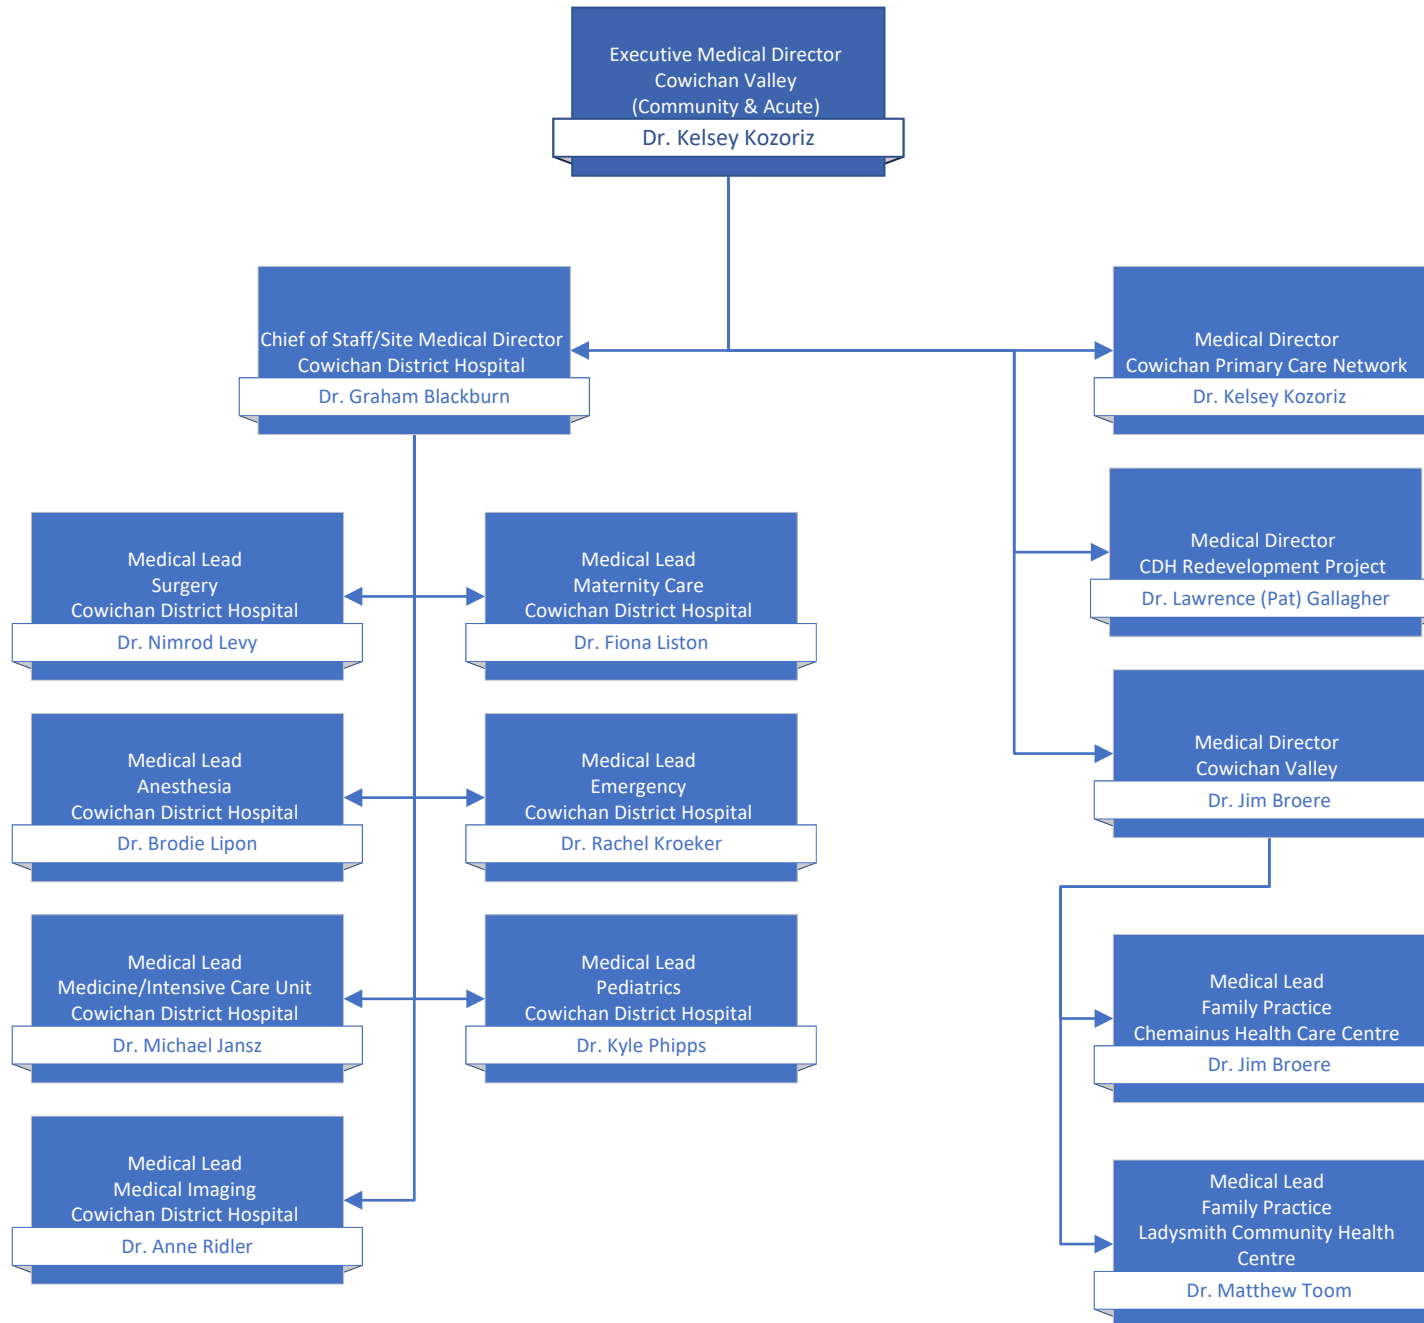 Executive Medical Director
Cowichan Valley
(Community & Acute)
Dr. Kelsey Kozoriz
Chief of Staff/Site Medical Director
Cowichan District Hospital
Dr. Graham Blackburn
Medical Director
Cowichan Primary Care Network
Dr. Kelsey Kozoriz
Medical Director
CDH Redevelopment Project
Dr. Lawrence (Pat) Gallagher
Medical Lead
Surgery
Cowichan District Hospital
Dr. Nimrod Levy
Medical Lead
Maternity Care
Cowichan District Hospital
Dr. Fiona Liston
Medical Director
Cowichan Valley
Dr. Jim Broere
Medical Lead
Anesthesia
Cowichan District Hospital
Dr. Brodie Lipon
Medical Lead
Emergency
Cowichan District Hospital
Dr. Rachel Kroeker
Medical Lead
Medicine/Intensive Care Unit
Cowichan District Hospital
Dr. Michael Jansz
Medical Lead
Pediatrics
Cowichan District Hospital
Dr. Kyle Phipps
Medical Lead
Family Practice
Chemainus Health Care Centre
Dr. Jim Broere
Medical Lead
Medical Imaging
Cowichan District Hospital
Dr. Anne Ridler
Medical Lead
Family Practice
Ladysmith Community Health
Centre
Dr. Matthew Toom